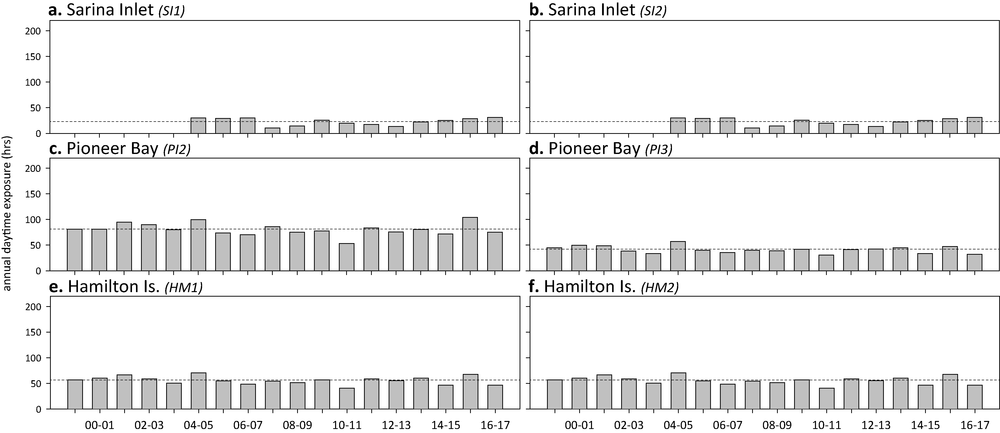 a. Sarina Inlet (SI1)
b. Sarina Inlet (SI2)
200
150
100
50
0
annual daytime exposure (hrs)
c. Pioneer Bay (PI2)
d. Pioneer Bay (PI3)
200
150
100
50
0
e. Hamilton Is. (HM1)
f. Hamilton Is. (HM2)
200
150
100
50
0
00-01 02-03 04-05 06-07 08-09 10-11 12-13 14-15 16-17
00-01 02-03 04-05 06-07 08-09 10-11 12-13 14-15 16-17